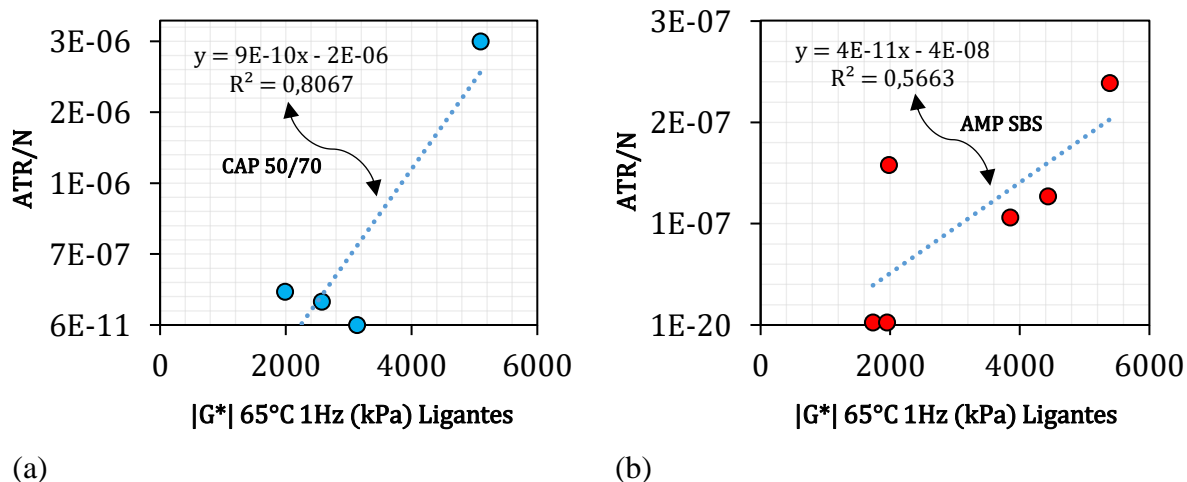 3E-06
2E-06
1E-06
7E-07
6E-11
ATR/N
y = 9E-10x - 2E-06
R² = 0,8067
CAP 50/70
0
2000
4000
6000
|G*| 65°C 1Hz (kPa) Ligantes
(a)
3E-07
2E-07
1E-07
1E-20
ATR/N
y = 4E-11x - 4E-08
R² = 0,5663
AMP SBS
0
2000
4000
6000
|G*| 65°C 1Hz (kPa) Ligantes
(b)